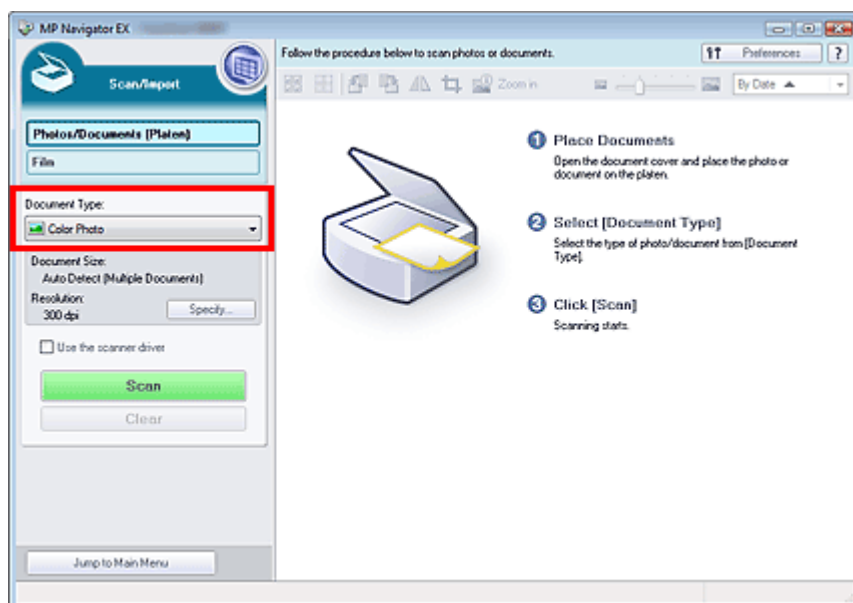 MP Navigator EX
Scan/Import
Photos/Documents (Platen)
Film
Document Type:
Color Photo
Document Size:
Auto Detect (Multiple Documents)
Resolution:
300 dpi
Specify...
Use the scanner driver
Scan
Clear
Jump to Main Menu
Follow the procedure below to scan photos or documents.
Preferences
?
Zoom in
By Date
1 Place Documents
Open the document cover and place the photo or
document on the platen.
2 Select [Document Type]
Select the type of photo/document from [Document
Type].
3 Click [Scan]
Scanning starts.